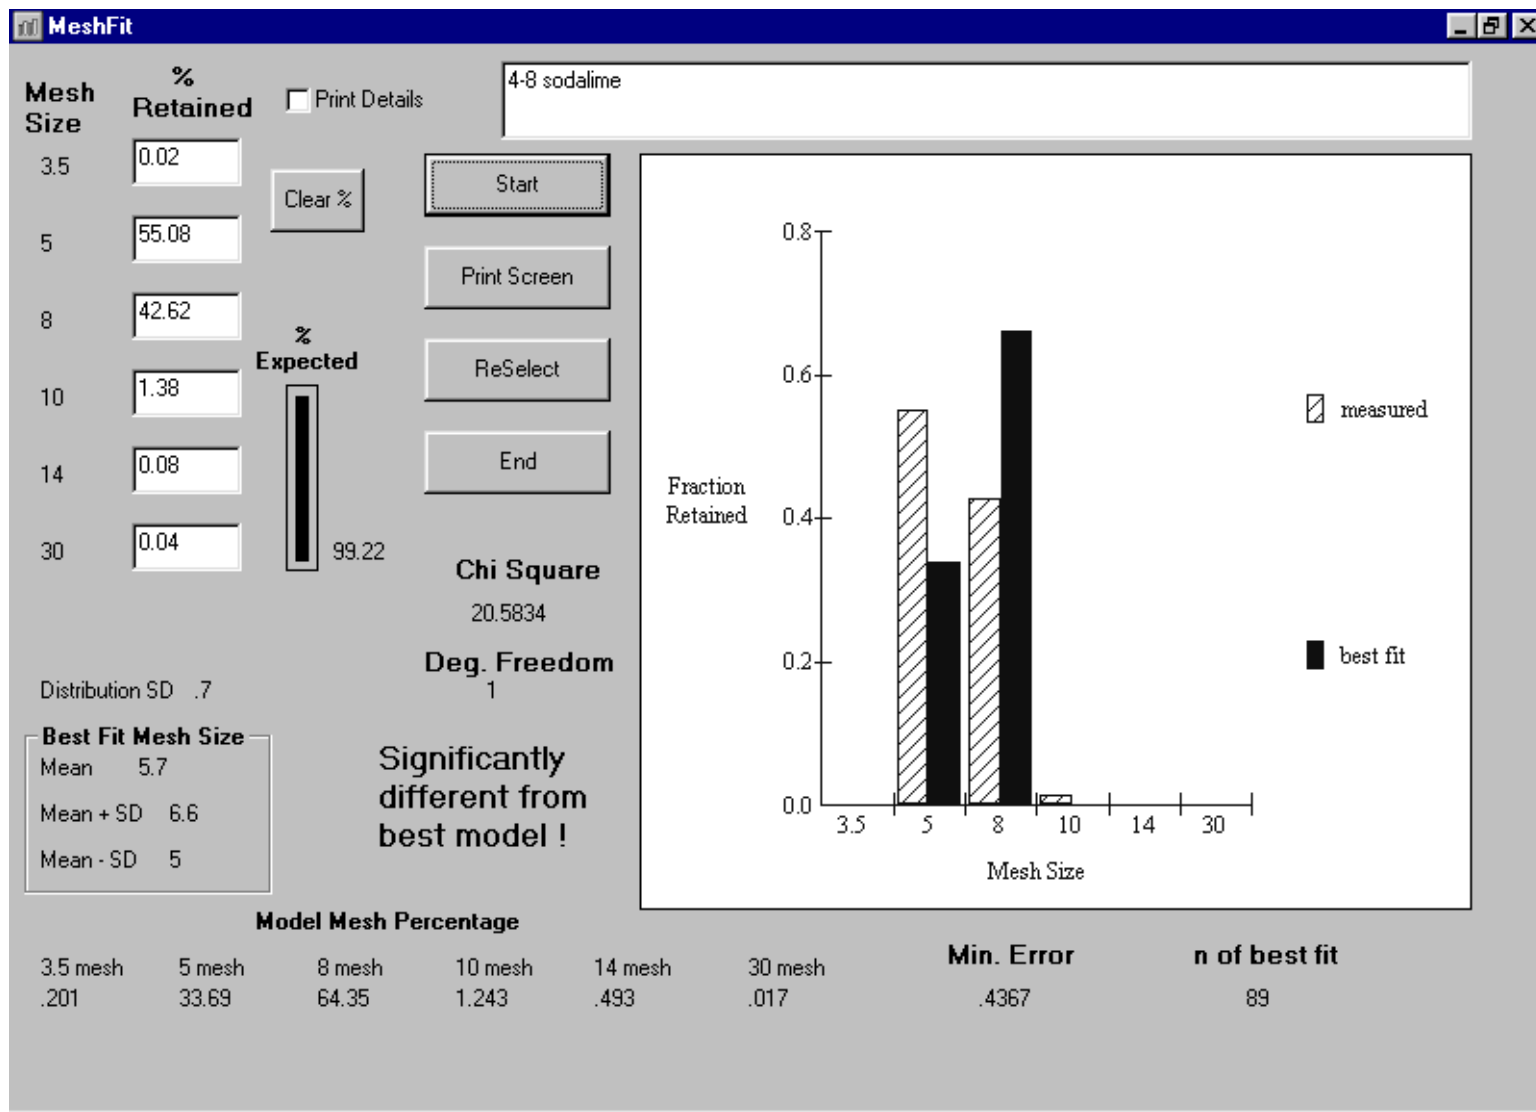 MeshFit
Mesh
Size
%
Retained
Print Details
4-8 sodalime
3.5
0.02
Clear %
Start
5
55.08
Print Screen
8
42.62
%
Expected
ReSelect
10
1.38
End
14
0.08
30
0.04
99.22
Chi Square
20.5834
Deg. Freedom
1
Distribution SD .7
Best Fit Mesh Size
Mean 5.7
Mean + SD 6.6
Mean - SD 5
Significantly
different from
best model !
0.8
0.6
0.4
0.2
0.0
Fraction
Retained
measured
best fit
3.5 5 8 10 14 30
Mesh Size
Model Mesh Percentage
3.5 mesh 5 mesh 8 mesh 10 mesh 14 mesh 30 mesh
.201 33.69 64.35 1.243 .493 .017
Min. Error
.4367
n of best fit
89